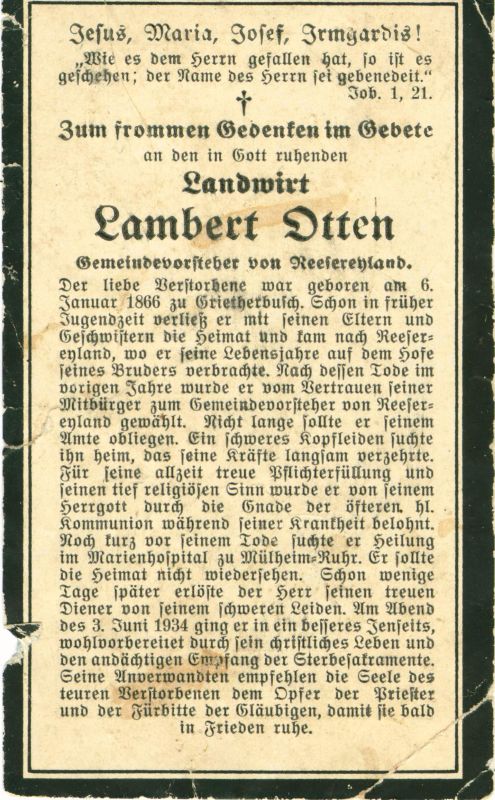 Jesus, Maria, Josef, Irmgardis!
„Wie es dem Herrn gefallen hat, so ist es
geschehen; der Name des Herrn sei gebenedeit.“
Job. 1, 21.
†
Zum frommen Gedenken im Gebete
an den in Gott ruhenden
Landwirt
Lambert Otten
Gemeindevorsteher von Reesereyland.
Der liebe Verstorbene war geboren am 6.
Januar 1866 zu Grietherbusch. Schon in früher
Jugendzeit verließ er mit seinen Eltern und
Geschwistern die Heimat und kam nach Reeser-
eyland, wo er seine Lebensjahre auf dem Hofe
seines Bruders verbrachte. Nach dessen Tode im
vorigen Jahre wurde er vom Vertrauen seiner
Mitbürger zum Gemeindevorsteher von Reeser-
eyland gewählt. Nicht lange sollte er seinem
Amte obliegen. Ein schweres Kopfleiden suchte
ihn heim, das seine Kräfte langsam verzehrte.
Für seine allzeit treue Pflichterfüllung und
seinen tief religiösen Sinn wurde er von seinem
Herrgott durch die Gnade der öfteren hl.
Kommunion während seiner Krankheit belohnt.
Noch kurz vor seinem Tode suchte er Heilung
im Marienhospital zu Mülheim-Ruhr. Er sollte
die Heimat nicht wiedersehen. Schon wenige
Tage später erlöste der Herr seinen treuen
Diener von seinem schweren Leiden. Am Abend
des 3. Juni 1934 ging er in ein besseres Jenseits,
wohlvorbereitet durch sein christliches Leben und
den andächtigen Empfang der Sterbesakramente.
Seine Anverwandten empfehlen die Seele des
teuren Verstorbenen dem Opfer der Priester
und der Fürbitte der Gläubigen, damit sie bald
in Frieden ruhe.